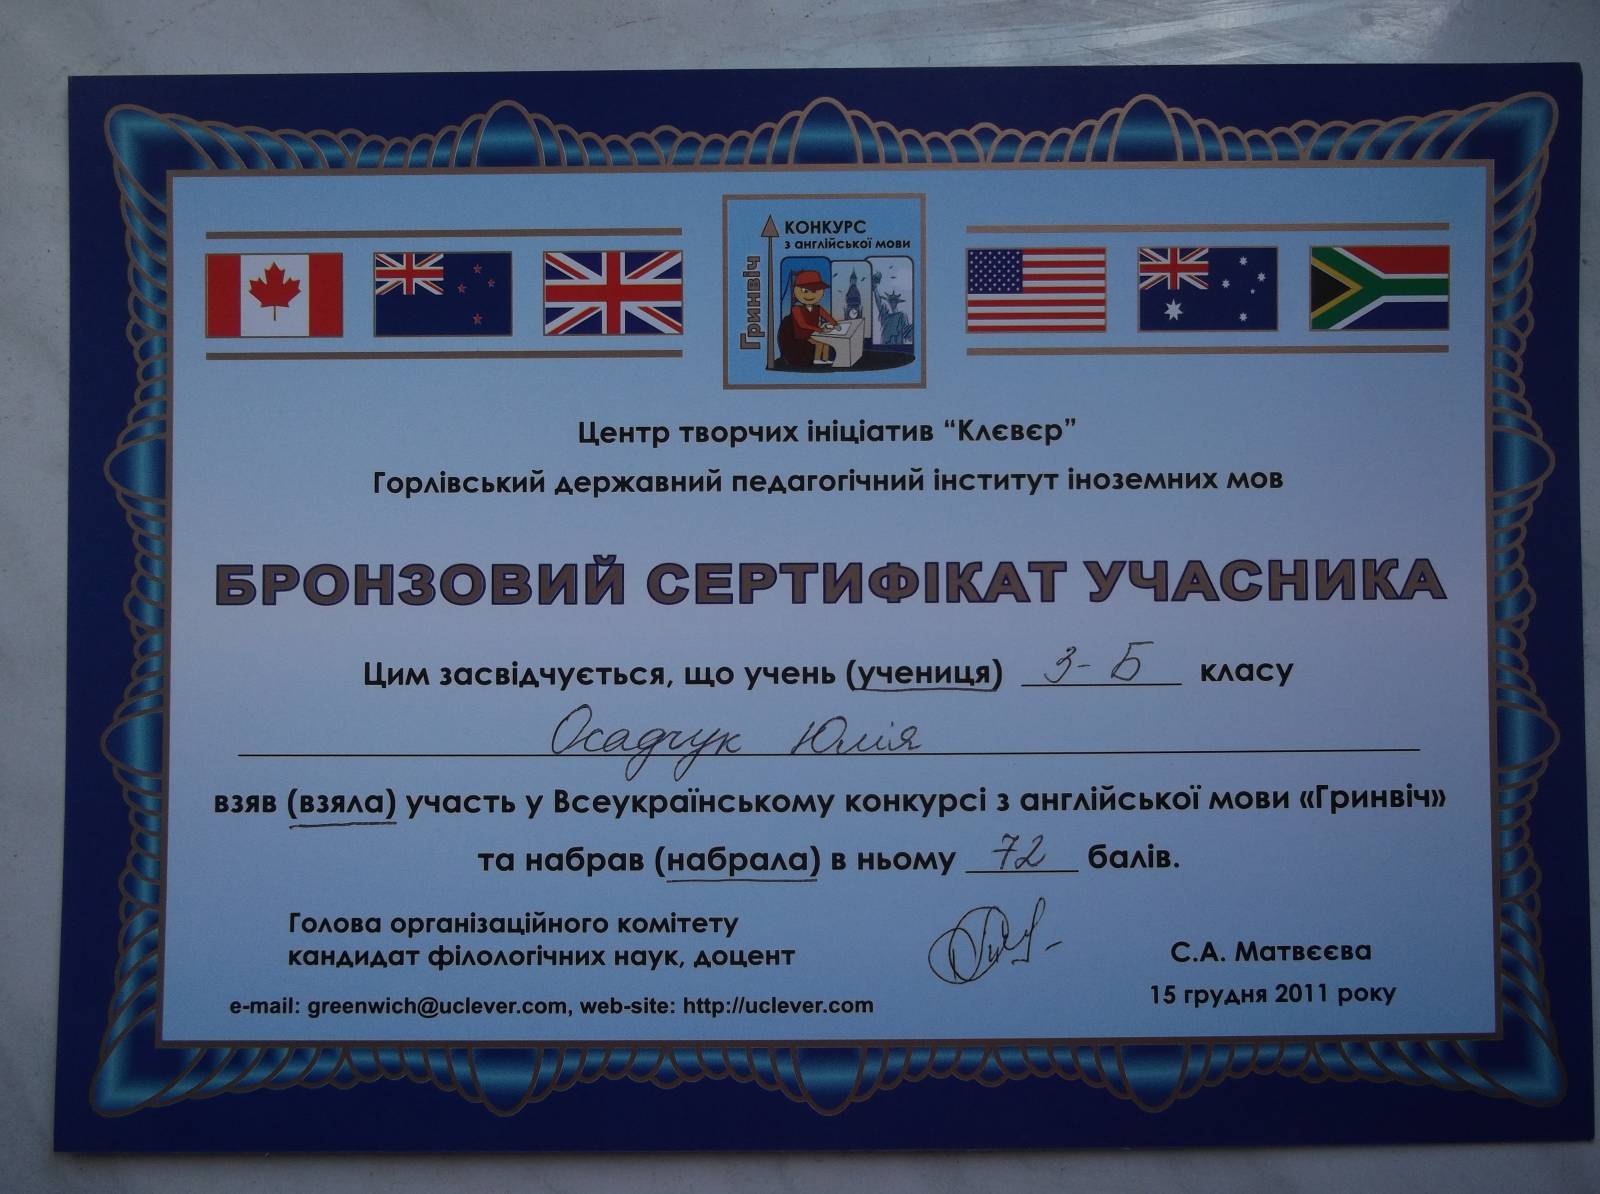 КОНКУРС
з англійської мови
Гринвіч
Центр творчих ініціатив “Клєвєр”
Горлівський державний педагогічний інститут іноземних мов
БРОНЗОВИЙ СЕРТИФІКАТ УЧАСНИКА
Цим засвідчується, що учень (учениця) 3-Б класу
Осадчук Юлія
взяв (взяла) участь у Всеукраїнському конкурсі з англійської мови «Гринвіч»
та набрав (набрала) в ньому 72 балів.
Голова організаційного комітету
кандидат філологічних наук, доцент
С.А. Матвєєва
15 грудня 2011 року
e-mail: greenwich@uclever.com, web-site: http://uclever.com